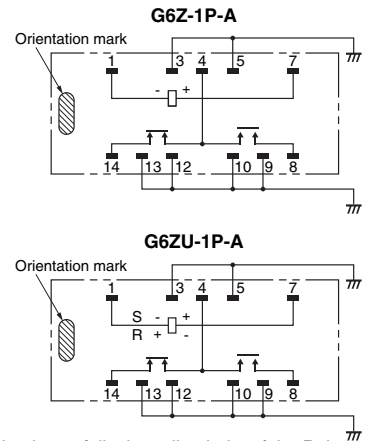 G6Z-1P-A
Orientation mark
1 3 4 5 7
- +
14 13 12 10 9 8
G6ZU-1P-A
Orientation mark
1 3 4 5 7
S - +
R + -
14 13 12 10 9 8